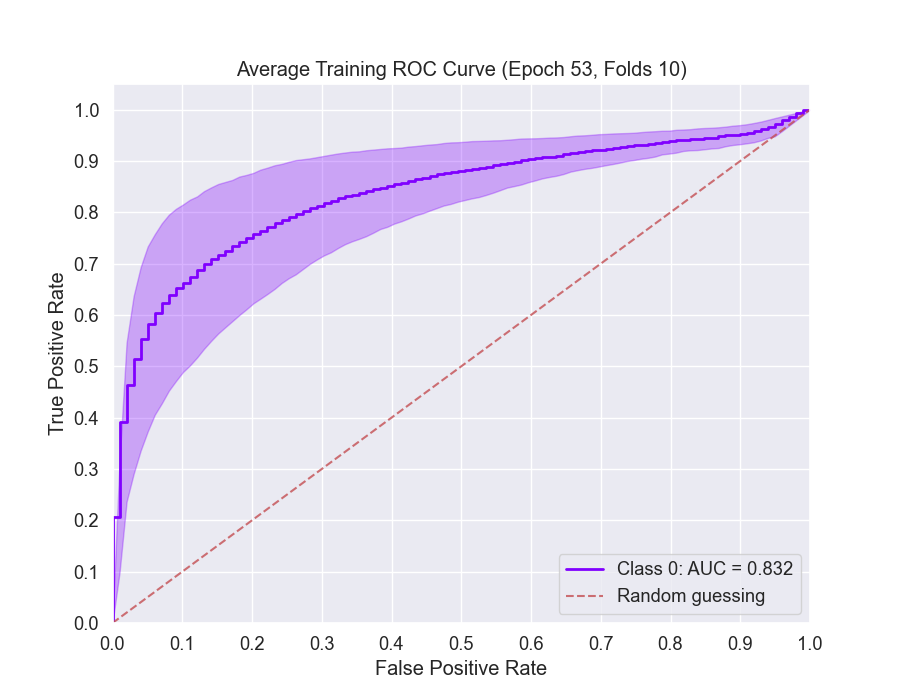 Average Training ROC Curve (Epoch 53, Folds 10)
True Positive Rate
1.0
0.9
0.8
0.7
0.6
0.5
0.4
0.3
0.2
0.1
0.0
Class 0: AUC = 0.832
Random guessing
0.0 0.1 0.2 0.3 0.4 0.5 0.6 0.7 0.8 0.9 1.0
False Positive Rate